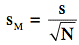 s_M = s / √N